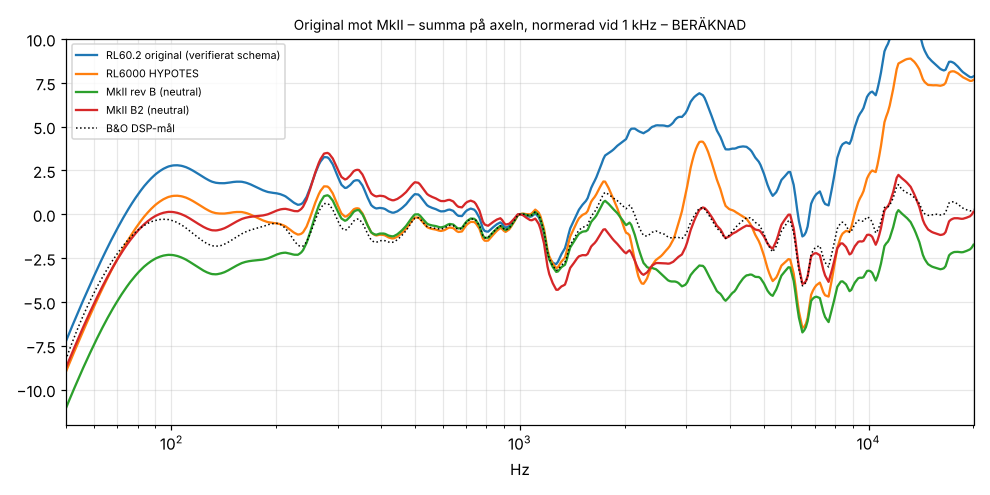 Original mot MkII – summa på axeln, normerad vid 1 kHz – BERÄKNAD
10.0
7.5
5.0
2.5
0.0
−2.5
−5.0
−7.5
−10.0
RL60.2 original (verifierat schema)
RL6000 HYPOTES
MkII rev B (neutral)
MkII B2 (neutral)
B&O DSP-mål
10² 10³ 10⁴
Hz